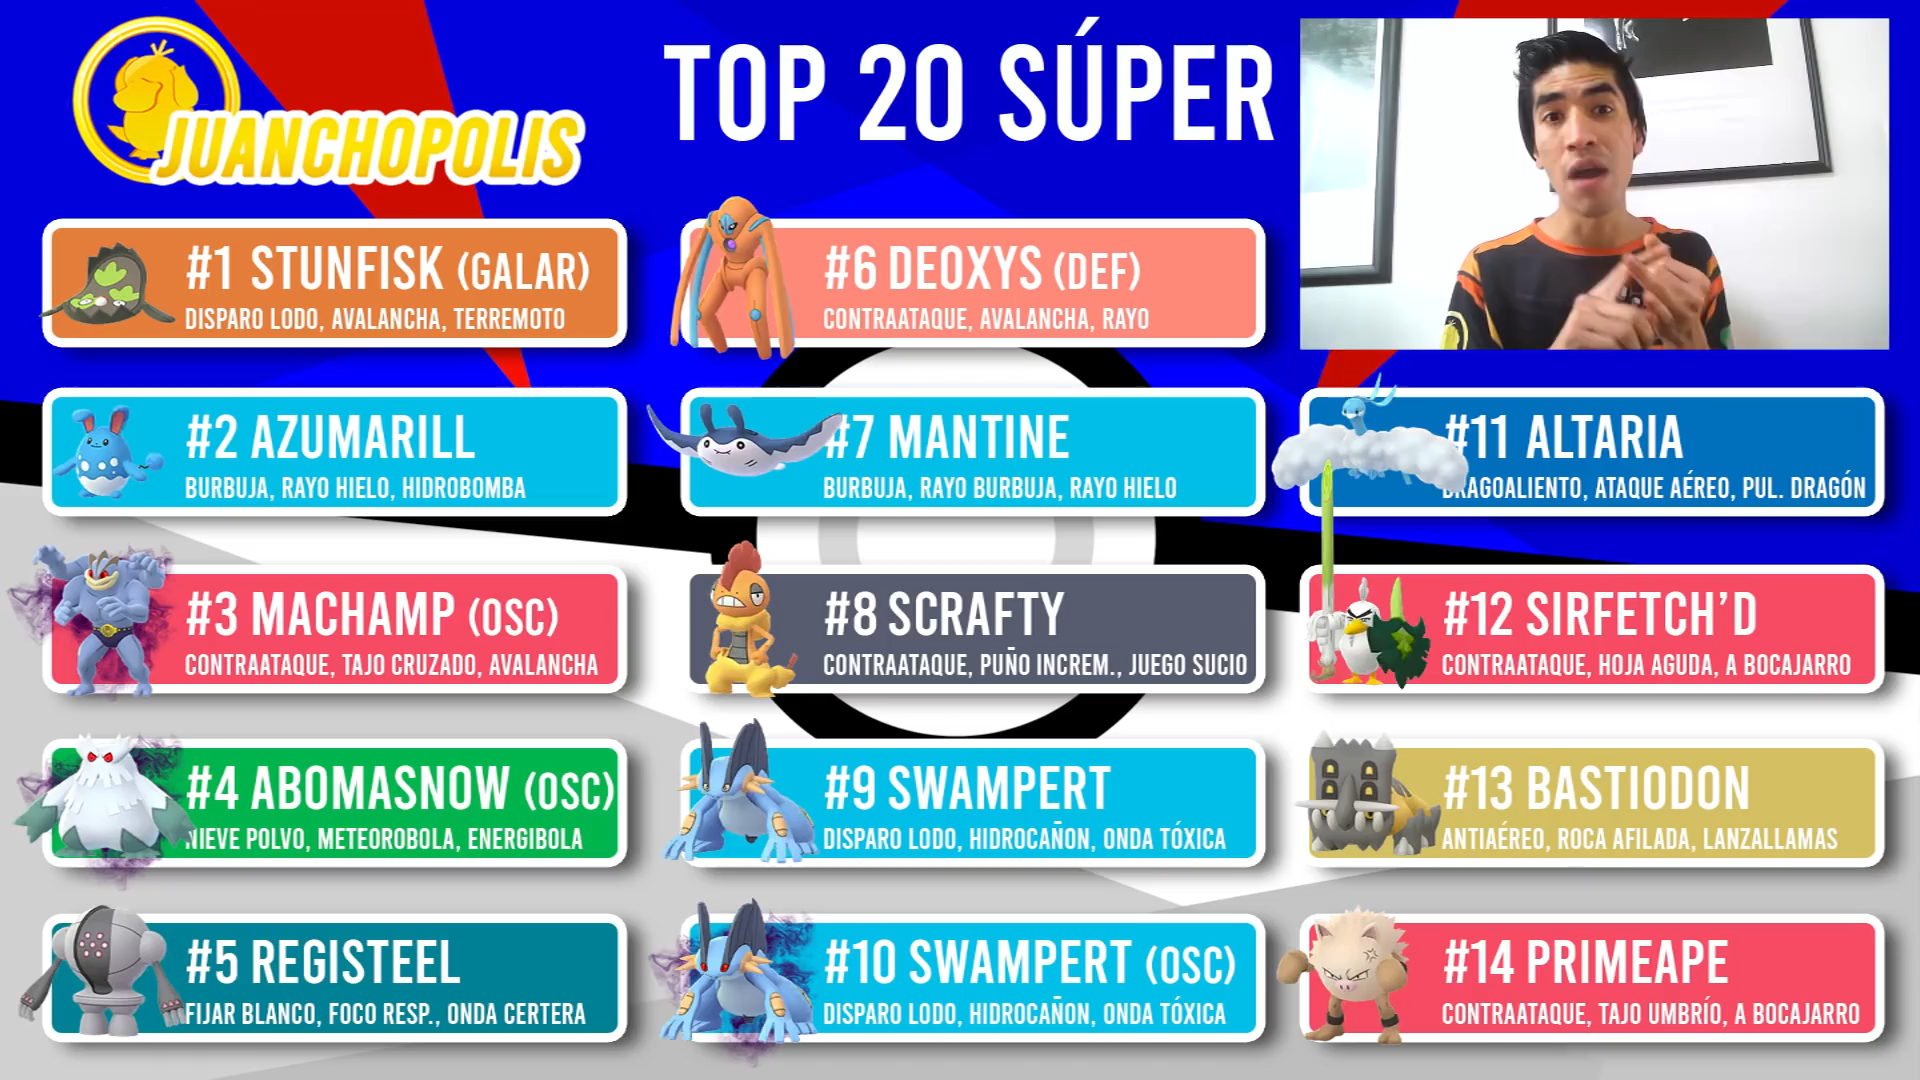 JUANCHOPOLIS
TOP 20 SÚPER
#1 STUNFISK (GALAR)
DISPARO LODO, AVALANCHA, TERREMOTO
#2 AZUMARILL
BURBUJA, RAYO HIELO, HIDROBOMBA
#3 MACHAMP (OSC)
CONTRAATAQUE, TAJO CRUZADO, AVALANCHA
#4 ABOMASNOW (OSC)
NIEVE POLVO, METEOROBOLA, ENERGIBOLA
#5 REGISTEEL
FIJAR BLANCO, FOCO RESP., ONDA CERTERA
#6 DEOXYS (DEF)
CONTRAATAQUE, AVALANCHA, RAYO
#7 MANTINE
BURBUJA, RAYO BURBUJA, RAYO HIELO
#8 SCRAFTY
CONTRAATAQUE, PUÑO INCREM., JUEGO SUCIO
#9 SWAMPERT
DISPARO LODO, HIDROCAÑON, ONDA TÓXICA
#10 SWAMPERT (OSC)
DISPARO LODO, HIDROCAÑON, ONDA TÓXICA
#11 ALTARIA
DRAGOALIENTO, ATAQUE AÉREO, PUL. DRAGÓN
#12 SIRFETCH'D
CONTRAATAQUE, HOJA AGUDA, A BOCAJARRO
#13 BASTIODON
ANTIAÉREO, ROCA AFILADA, LANZALLAMAS
#14 PRIMEAPE
CONTRAATAQUE, TAJO UMBRÍO, A BOCAJARRO